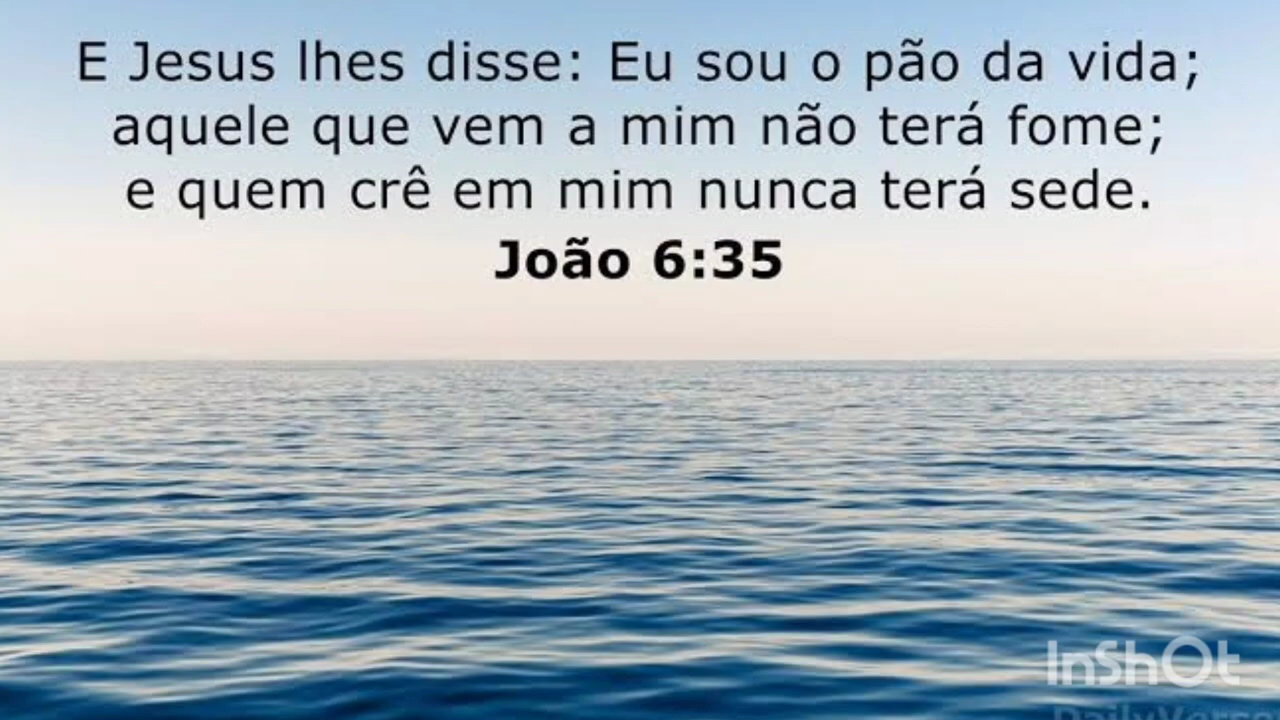 E Jesus lhes disse: Eu sou o pão da vida;
aquele que vem a mim não terá fome;
e quem crê em mim nunca terá sede.
João 6:35
InShOt